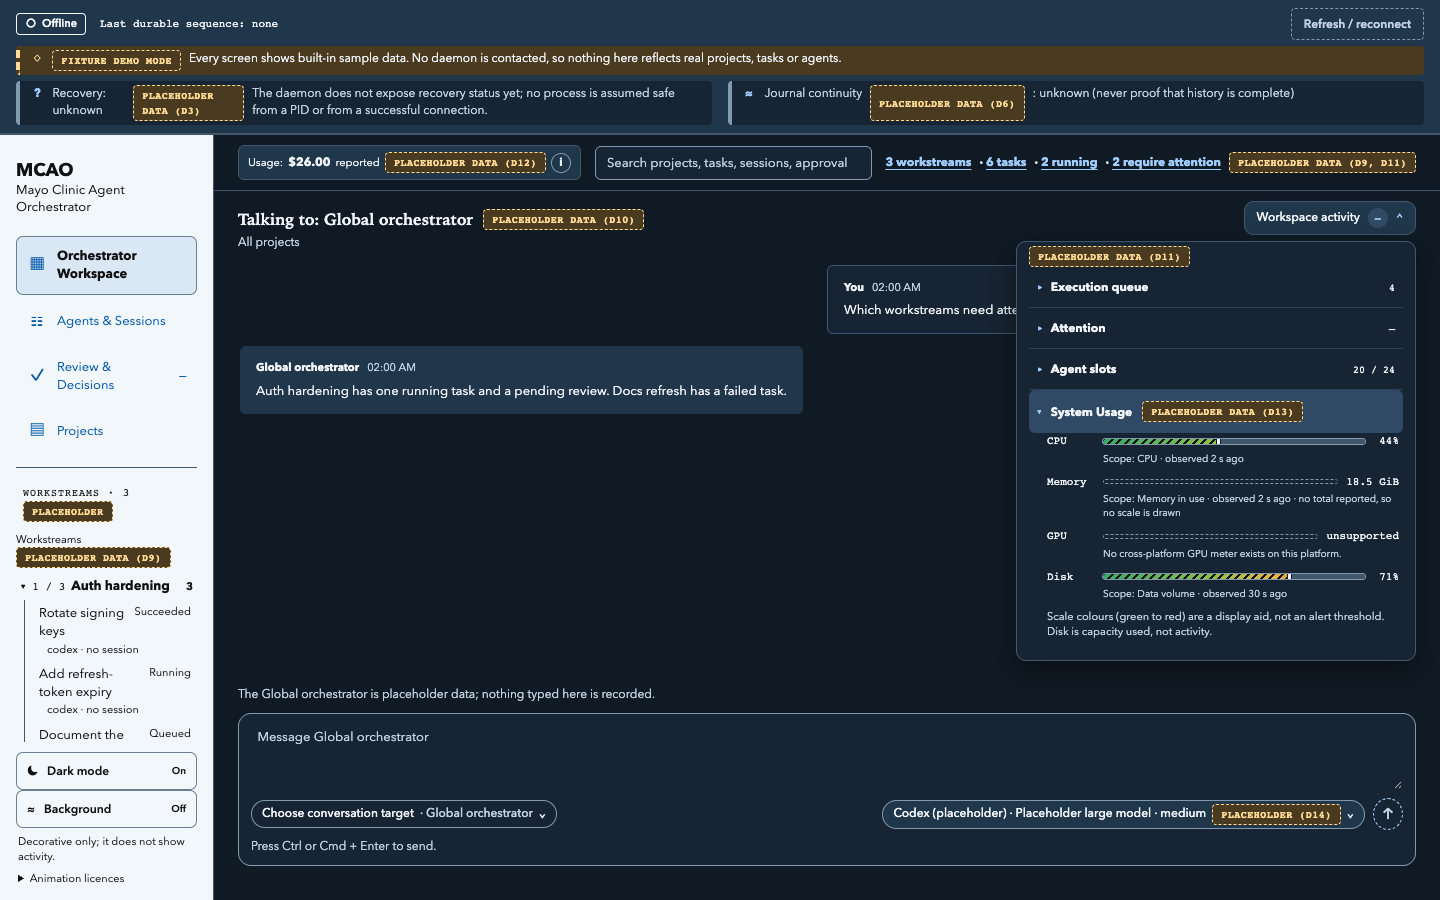 Offline
Last durable sequence: none
Refresh / reconnect
FIXTURE DEMO MODE
Every screen shows built-in sample data. No daemon is contacted, so nothing here reflects real projects, tasks or agents.
? Recovery:
unknown
PLACEHOLDER
DATA (D3)
The daemon does not expose recovery status yet; no process is assumed safe
from a PID or from a successful connection.
≈ Journal continuity
PLACEHOLDER DATA (D6)
: unknown (never proof that history is complete)
MCAO
Mayo Clinic Agent
Orchestrator
Orchestrator
Workspace
Agents & Sessions
Review &
Decisions
–
Projects
WORKSTREAMS · 3
PLACEHOLDER
Workstreams
PLACEHOLDER DATA (D9)
▾ 1 / 3 Auth hardening 3
Rotate signing
keys
Succeeded
codex · no session
Add refresh-
token expiry
Running
codex · no session
Document the
Queued
Dark mode On
≈ Background Off
Decorative only; it does not show
activity.
▶ Animation licences
Usage: $26.00 reported PLACEHOLDER DATA (D12) i
Search projects, tasks, sessions, approval
3 workstreams · 6 tasks · 2 running · 2 require attention PLACEHOLDER DATA (D9, D11)
Talking to: Global orchestrator PLACEHOLDER DATA (D10)
All projects
Workspace activity – ^
You 02:00 AM
Which workstreams need atte
Global orchestrator 02:00 AM
Auth hardening has one running task and a pending review. Docs refresh has a failed task.
PLACEHOLDER DATA (D11)
▸ Execution queue 4
▸ Attention –
▸ Agent slots 20 / 24
▾ System Usage PLACEHOLDER DATA (D13)
CPU 44%
Scope: CPU · observed 2 s ago
Memory 18.5 GiB
Scope: Memory in use · observed 2 s ago · no total reported, so
no scale is drawn
GPU unsupported
No cross-platform GPU meter exists on this platform.
Disk 71%
Scope: Data volume · observed 30 s ago
Scale colours (green to red) are a display aid, not an alert threshold.
Disk is capacity used, not activity.
The Global orchestrator is placeholder data; nothing typed here is recorded.
Message Global orchestrator
Choose conversation target · Global orchestrator
Codex (placeholder) · Placeholder large model · medium PLACEHOLDER (D14)
Press Ctrl or Cmd + Enter to send.